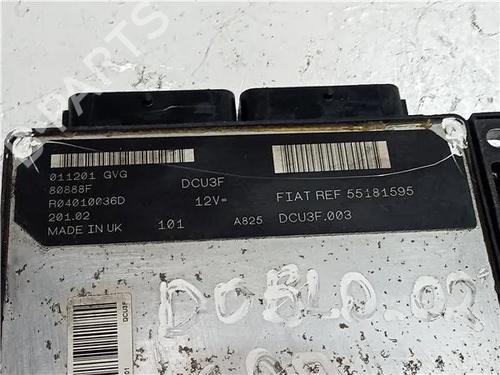 011201 GVG
80888F DCU3F
R04010036D 12V= FIAT REF 55181595
201.02
MADE IN UK 101 A825 DCU3F.003
DOBLO-02
DCU3F